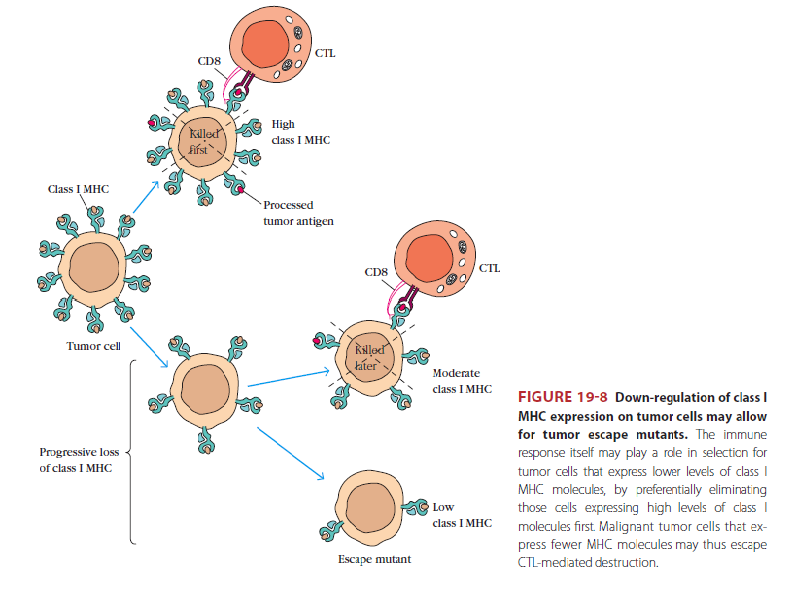 CD8
CTL
Killed
first
High
class I MHC
Class I MHC
Processed
tumor antigen
CD8
CTL
Tumor cell
Killed
later
Moderate
class I MHC
Progressive loss
of class I MHC
Low
class I MHC
Escape mutant
FIGURE 19-8 Down-regulation of class I
MHC expression on tumor cells may allow
for tumor escape mutants. The immune
response itself may play a role in selection for
tumor cells that express lower levels of class I
MHC molecules, by preferentially eliminating
those cells expressing high levels of class I
molecules first. Malignant tumor cells that ex-
press fewer MHC molecules may thus escape
CTL-mediated destruction.